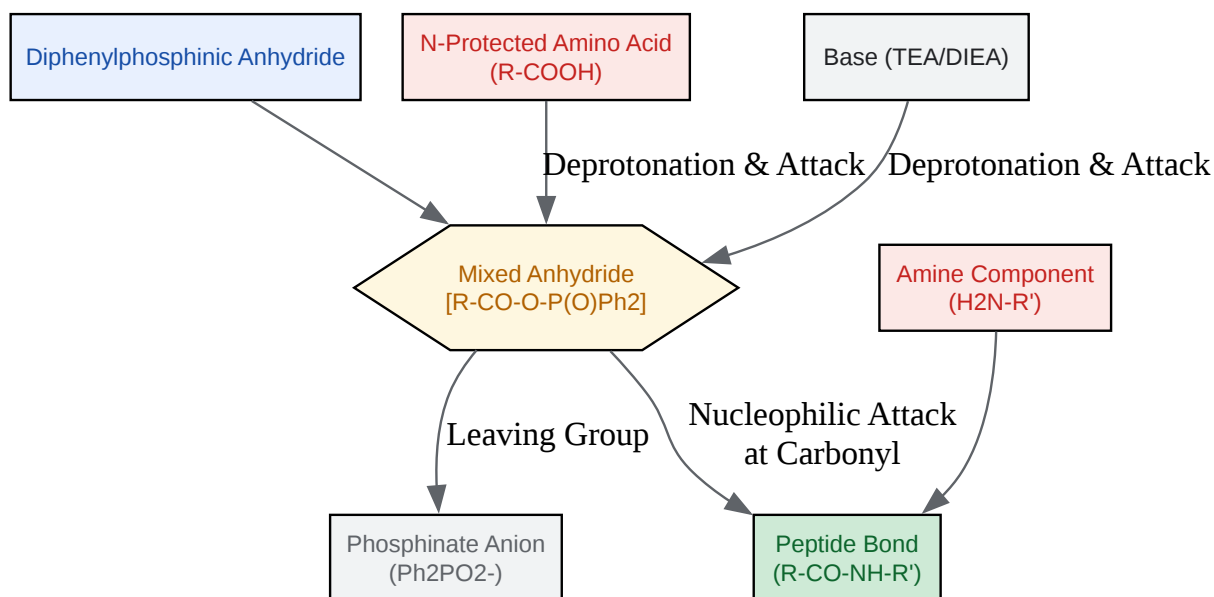 Diphenylphosphinic Anhydride
N-Protected Amino Acid
(R-COOH)
Base (TEA/DIEA)
Deprotonation & Attack
Deprotonation & Attack
Mixed Anhydride
[R-CO-O-P(O)Ph2]
Amine Component
(H2N-R')
Leaving Group
Nucleophilic Attack
at Carbonyl
Phosphinate Anion
(Ph2PO2-)
Peptide Bond
(R-CO-NH-R')